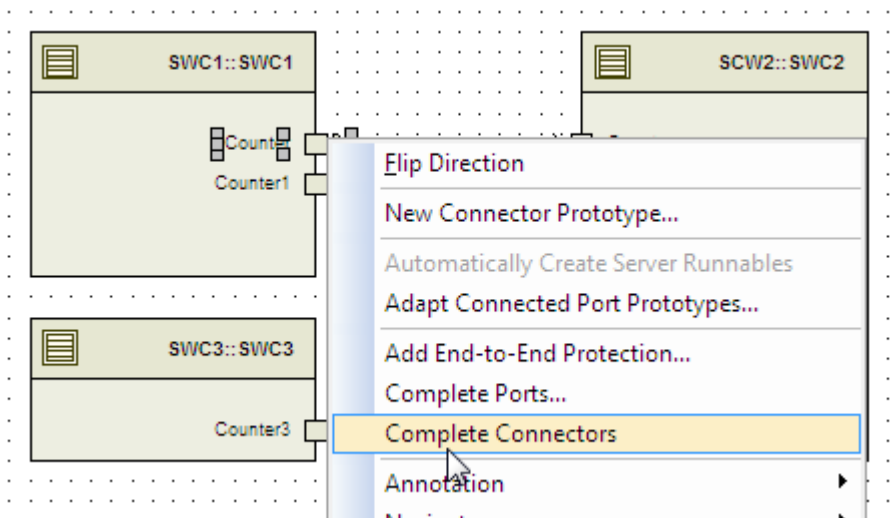 SWC1::SWC1
SCW2::SWC2
Counter
Counter1
Flip Direction
New Connector Prototype...
Automatically Create Server Runnables
Adapt Connected Port Prototypes...
SWC3::SWC3
Add End-to-End Protection...
Complete Ports...
Counter3
Complete Connectors
Annotation